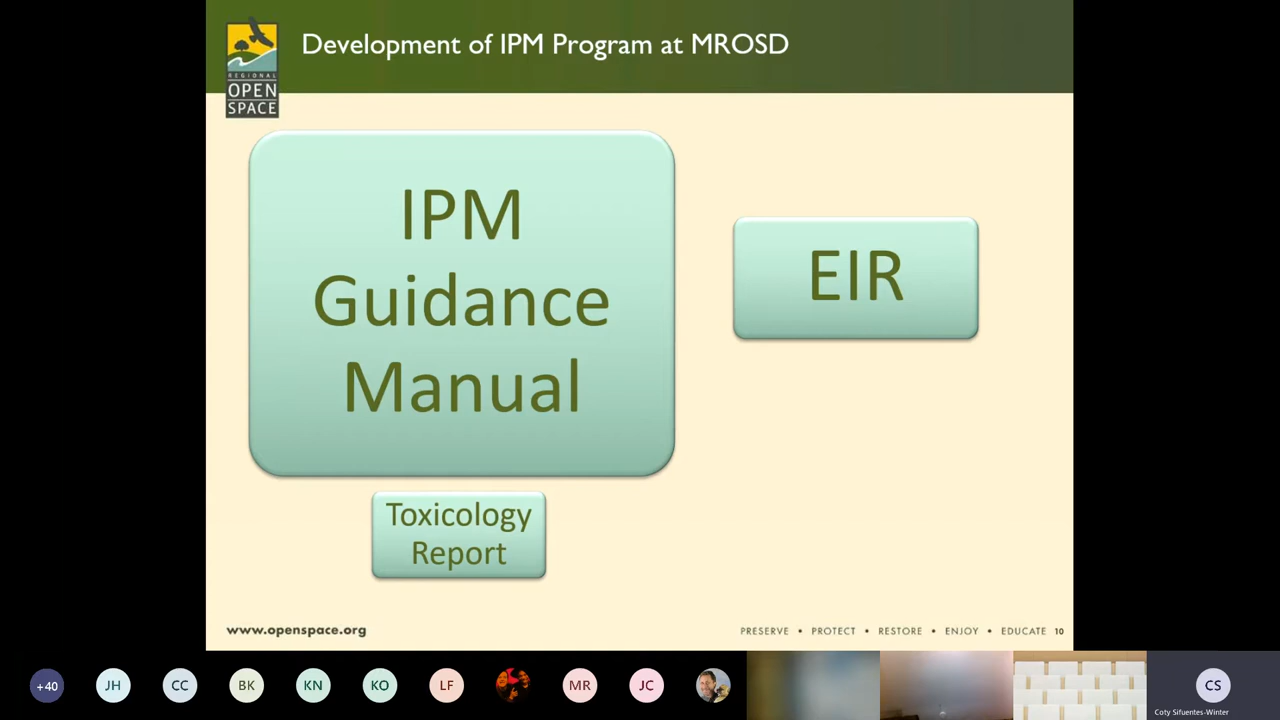 Development of IPM Program at MROSD
REGIONAL
OPEN
SPACE
IPM
Guidance
Manual
EIR
Toxicology
Report
www.openspace.org
PRESERVE • PROTECT • RESTORE • ENJOY • EDUCATE 10
+40
JH
CC
BK
KN
KO
LF
MR
JC
CS
Coty Sifuentes-Winter